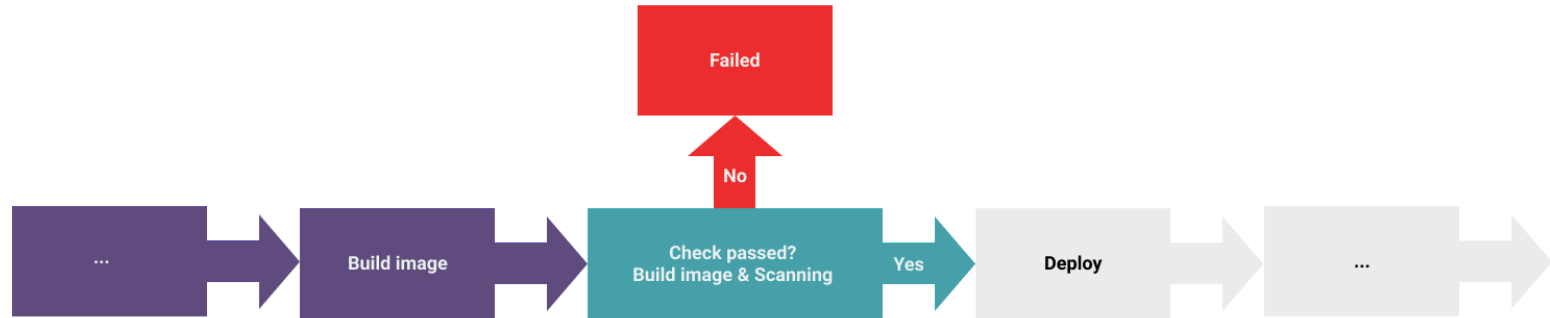 Failed
No
...
Build image
Check passed?
Build image & Scanning
Yes
Deploy
...